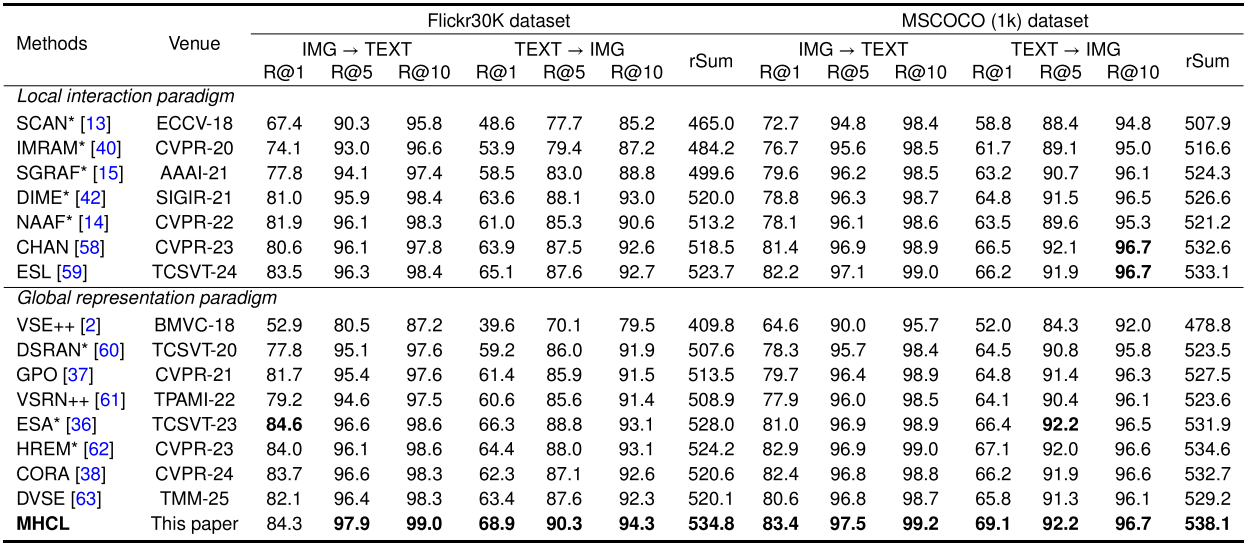 Flickr30K dataset MSCOCO (1k) dataset
Methods Venue IMG → TEXT TEXT → IMG rSum IMG → TEXT TEXT → IMG rSum
R@1 R@5 R@10 R@1 R@5 R@10 R@1 R@5 R@10 R@1 R@5 R@10
Local interaction paradigm
SCAN* [13] ECCV-18 67.4 90.3 95.8 48.6 77.7 85.2 465.0 72.7 94.8 98.4 58.8 88.4 94.8 507.9
IMRAM* [40] CVPR-20 74.1 93.0 96.6 53.9 79.4 87.2 484.2 76.7 95.6 98.5 61.7 89.1 95.0 516.6
SGRAF* [15] AAAI-21 77.8 94.1 97.4 58.5 83.0 88.8 499.6 79.6 96.2 98.5 63.2 90.7 96.1 524.3
DIME* [42] SIGIR-21 81.0 95.9 98.4 63.6 88.1 93.0 520.0 78.8 96.3 98.7 64.8 91.5 96.5 526.6
NAAF* [14] CVPR-22 81.9 96.1 98.3 61.0 85.3 90.6 513.2 78.1 96.1 98.6 63.5 89.6 95.3 521.2
CHAN [58] CVPR-23 80.6 96.1 97.8 63.9 87.5 92.6 518.5 81.4 96.9 98.9 66.5 92.1 96.7 532.6
ESL [59] TCSVT-24 83.5 96.3 98.4 65.1 87.6 92.7 523.7 82.2 97.1 99.0 66.2 91.9 96.7 533.1
Global representation paradigm
VSE++ [2] BMVC-18 52.9 80.5 87.2 39.6 70.1 79.5 409.8 64.6 90.0 95.7 52.0 84.3 92.0 478.8
DSRAN* [60] TCSVT-20 77.8 95.1 97.6 59.2 86.0 91.9 507.6 78.3 95.7 98.4 64.5 90.8 95.8 523.5
GPO [37] CVPR-21 81.7 95.4 97.6 61.4 85.9 91.5 513.5 79.7 96.4 98.9 64.8 91.4 96.3 527.5
VSRN++ [61] TPAMI-22 79.2 94.6 97.5 60.6 85.6 91.4 508.9 77.9 96.0 98.5 64.1 90.4 96.1 523.6
ESA* [36] TCSVT-23 84.6 96.6 98.6 66.3 88.8 93.1 528.0 81.0 96.9 98.9 66.4 92.2 96.5 531.9
HREM* [62] CVPR-23 84.0 96.1 98.6 64.4 88.0 93.1 524.2 82.9 96.9 99.0 67.1 92.0 96.6 534.6
CORA [38] CVPR-24 83.7 96.6 98.3 62.3 87.1 92.6 520.6 82.4 96.8 98.8 66.2 91.9 96.6 532.7
DVSE [63] TMM-25 82.1 96.4 98.3 63.4 87.6 92.3 520.1 80.6 96.8 98.7 65.8 91.3 96.1 529.2
MHCL This paper 84.3 97.9 99.0 68.9 90.3 94.3 534.8 83.4 97.5 99.2 69.1 92.2 96.7 538.1